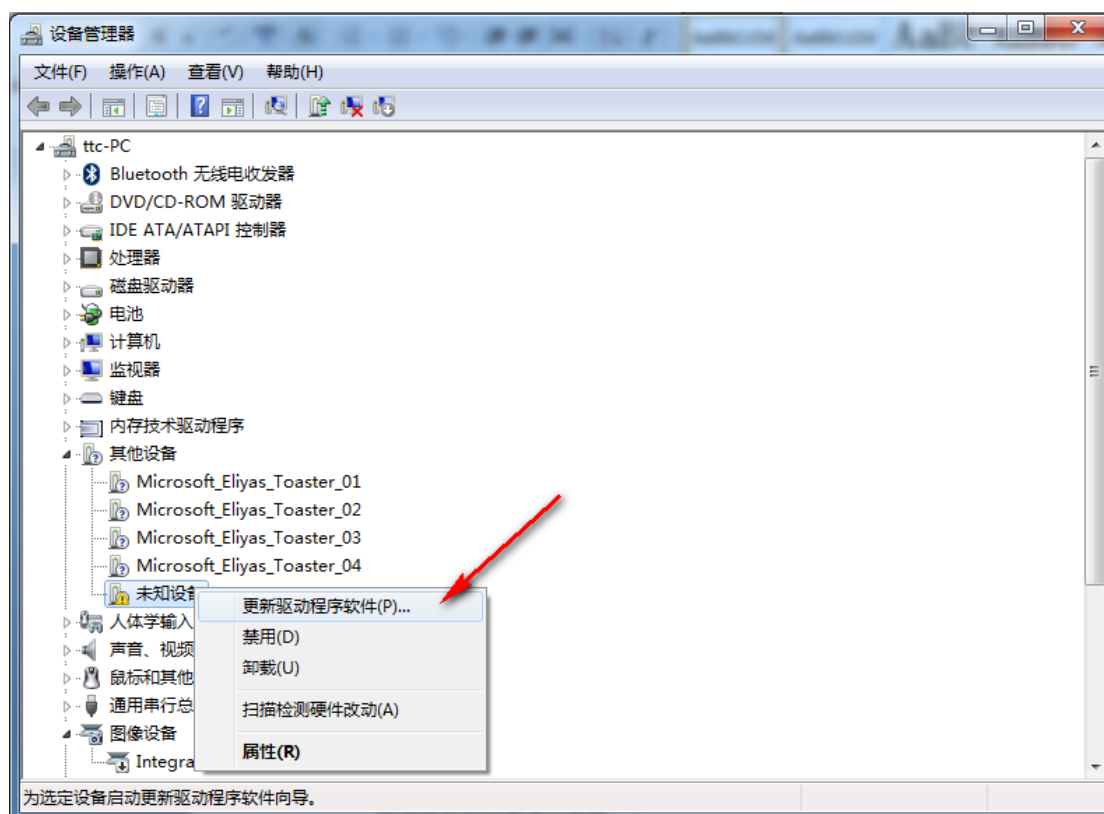 设备管理器
文件(F) 操作(A) 查看(V) 帮助(H)
ttc-PC
Bluetooth 无线电收发器
DVD/CD-ROM 驱动器
IDE ATA/ATAPI 控制器
处理器
磁盘驱动器
电池
计算机
监视器
键盘
内存技术驱动程序
其他设备
Microsoft_Eliyas_Toaster_01
Microsoft_Eliyas_Toaster_02
Microsoft_Eliyas_Toaster_03
Microsoft_Eliyas_Toaster_04
未知设备
更新驱动程序软件(P)...
人体学输入
禁用(D)
声音、视频
卸载(U)
鼠标和其他
通用串行总
扫描检测硬件改动(A)
图像设备
属性(R)
Integra
为选定设备启动更新驱动程序软件向导。